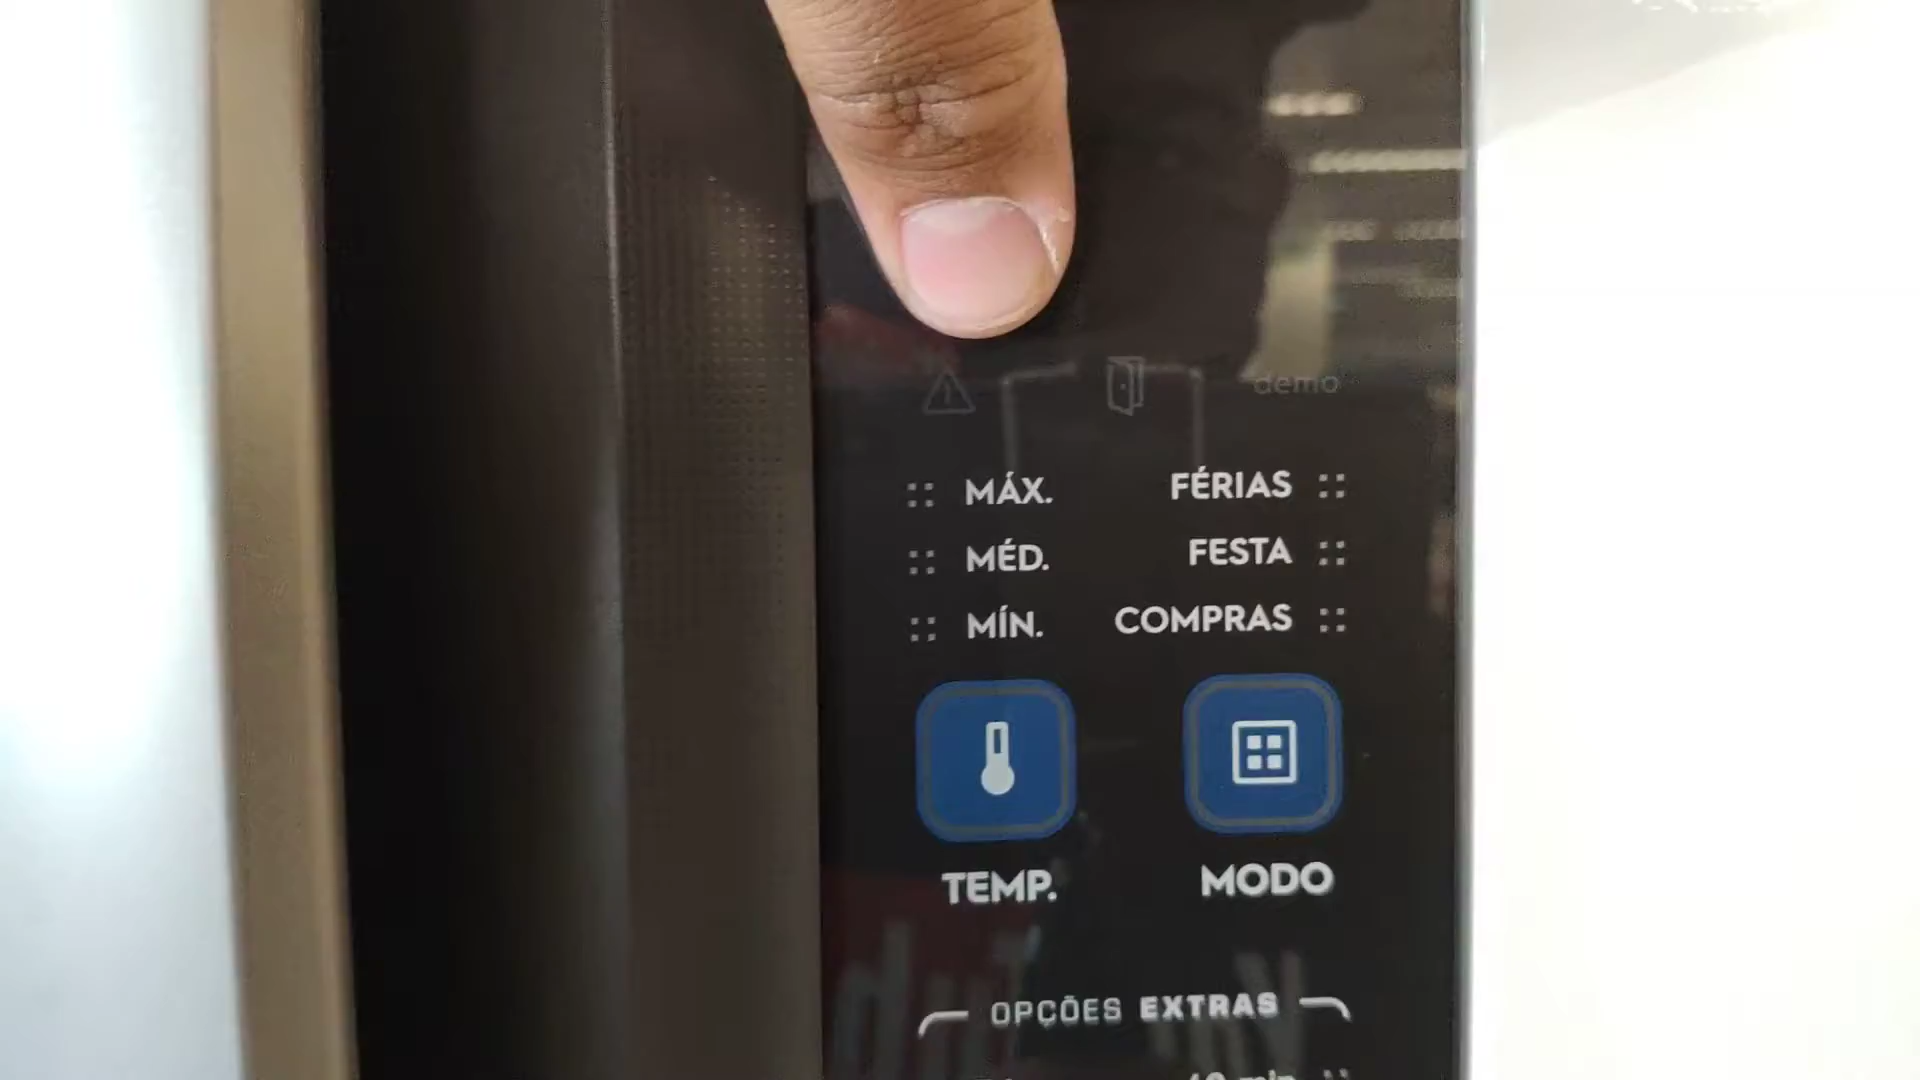 demo
MÁX. FÉRIAS
MÉD. FESTA
MÍN. COMPRAS
TEMP. MODO
OPÇÕES EXTRAS